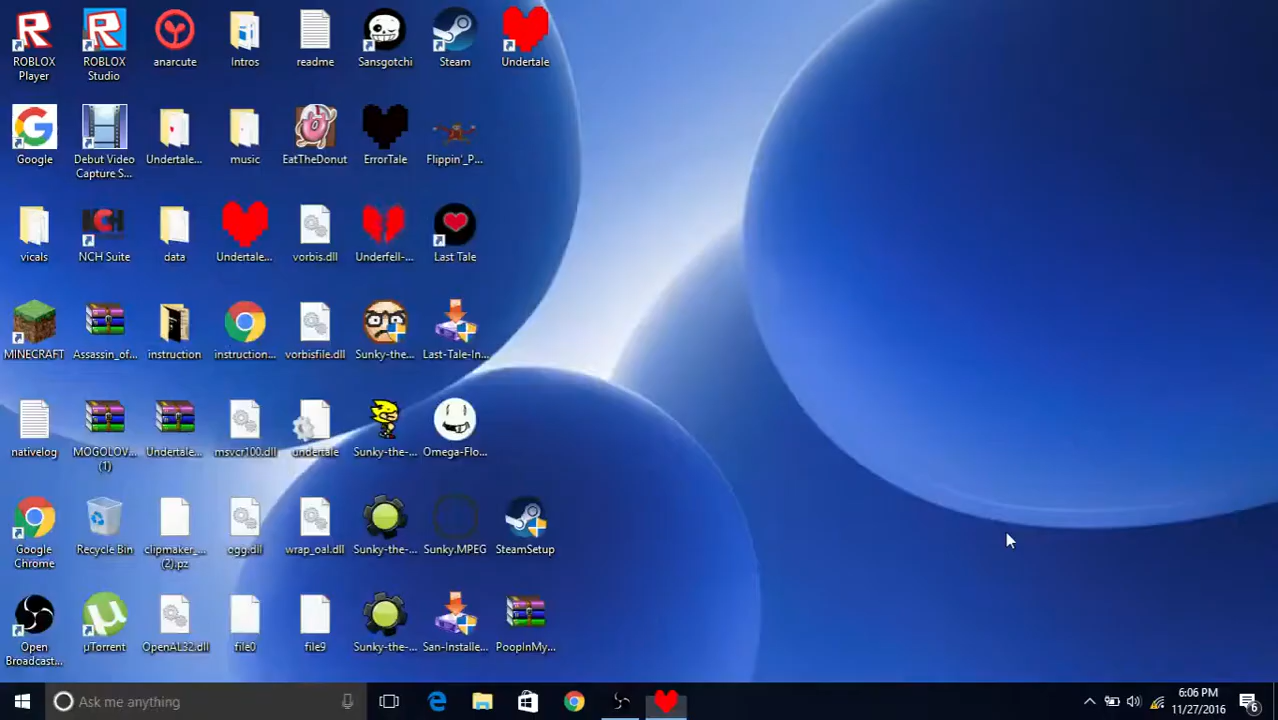 ROBLOX Player
ROBLOX Studio
anarcute
Intros
readme
Sansgotchi
Steam
Undertale
Google
Debut Video Capture S...
Undertale...
music
EatTheDonut
ErrorTale
Flippin'_P...
vicals
NCH Suite
data
Undertale...
vorbis.dll
Underfell-...
Last Tale
MINECRAFT
Assassin_of...
instruction
instruction...
vorbisfile.dll
Sunky-the...
Last-Tale-In...
nativelog
MOGOLOV... (1)
Undertale...
msvcr100.dll
undertale
Sunky-the-...
Omega-Flo...
Google Chrome
Recycle Bin
clipmaker_... (2).pz
ogg.dll
wrap_oal.dll
Sunky-the-...
Sunky.MPEG
SteamSetup
Open Broadcast...
µTorrent
OpenAL32.dll
file0
file9
Sunky-the-...
San-Installe...
PoopInMy...
Ask me anything
6:06 PM
11/27/2016
6